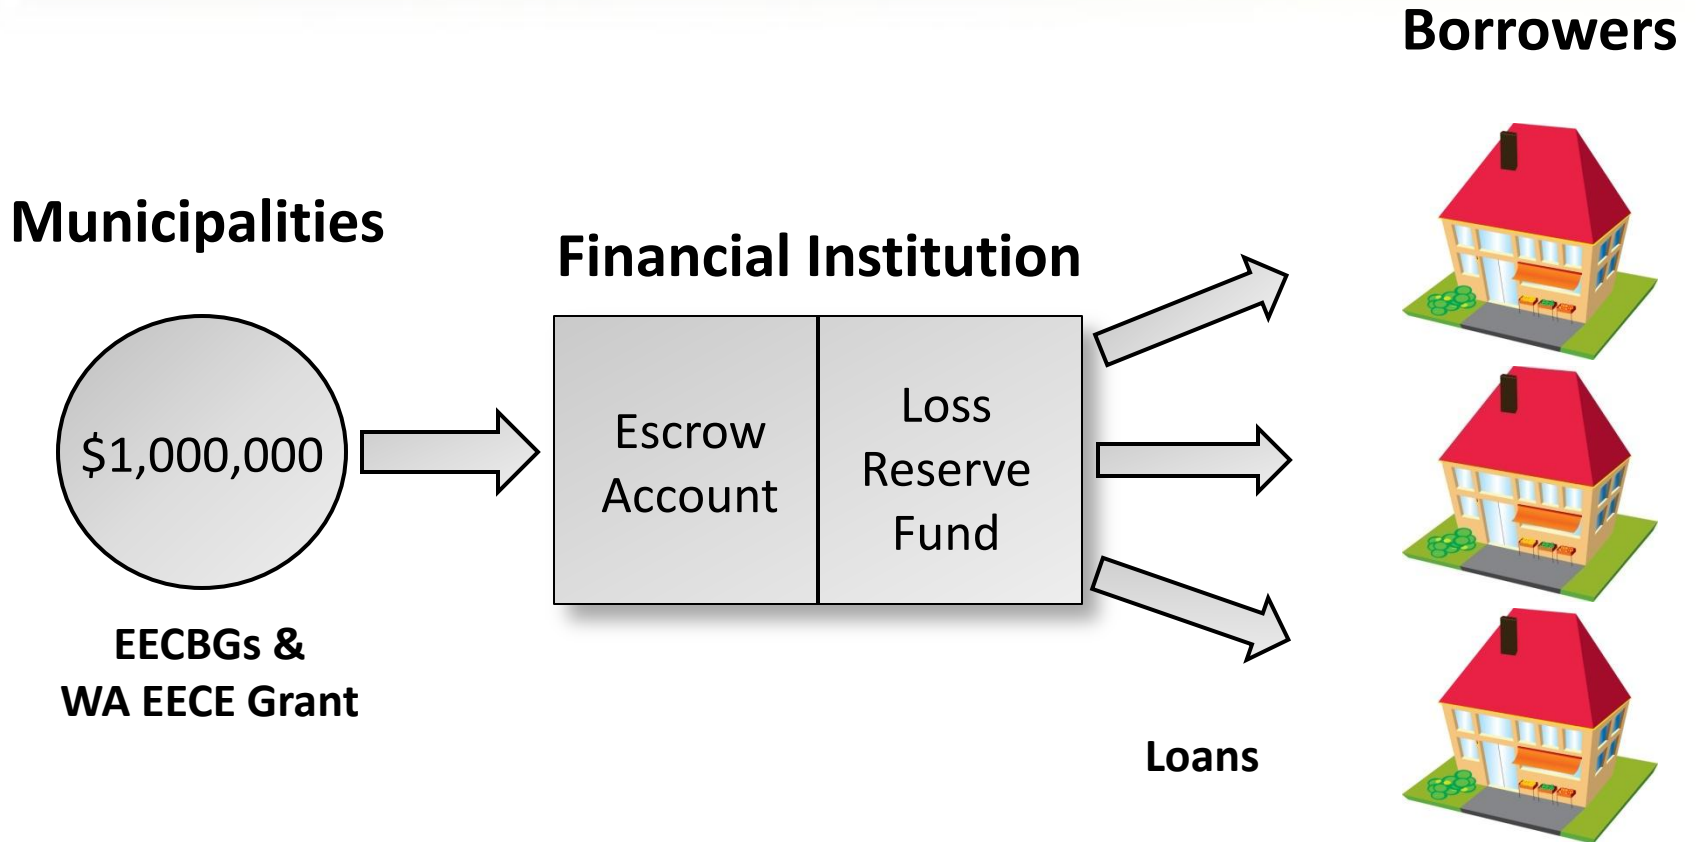 Borrowers
Municipalities
Financial Institution
$1,000,000
Escrow
Account
Loss
Reserve
Fund
EECBGs &
WA EECE Grant
Loans